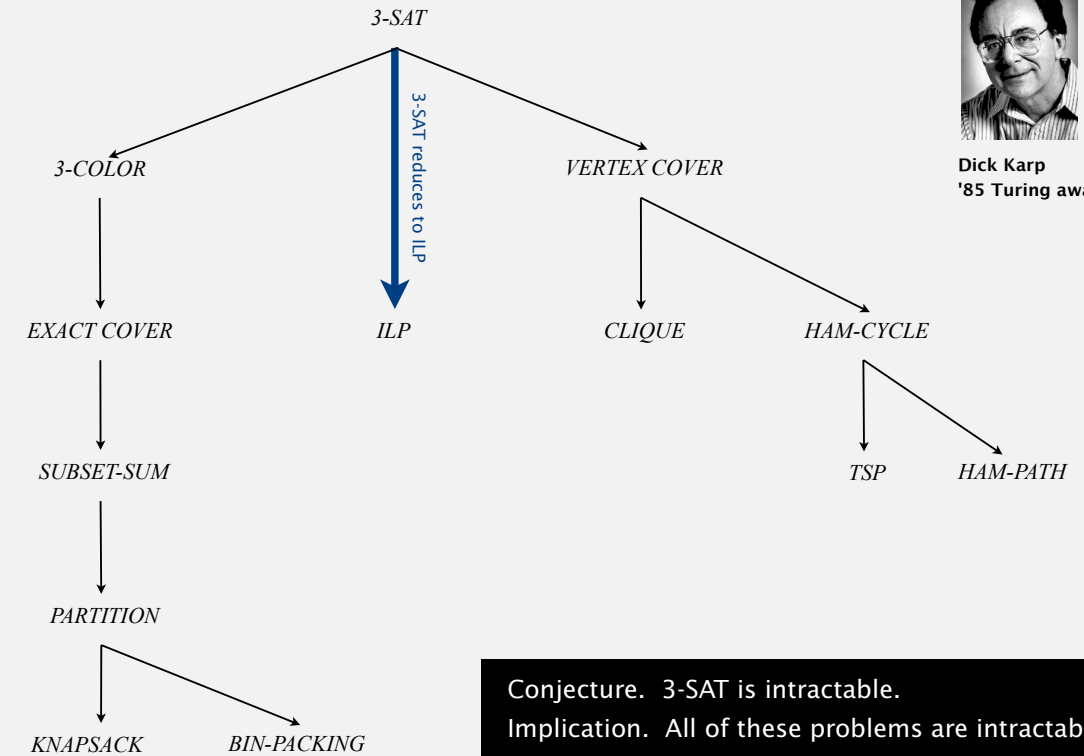 3-SAT
3-SAT reduces to ILP
Dick Karp
'85 Turing
3-COLOR
VERTEX COVER
EXACT COVER
ILP
CLIQUE
HAM-CYCLE
SUBSET-SUM
TSP
HAM-PATH
PARTITION
Conjecture. 3-SAT is intractable.
Implication. All of these problems are
KNAPSACK
BIN-PACKING